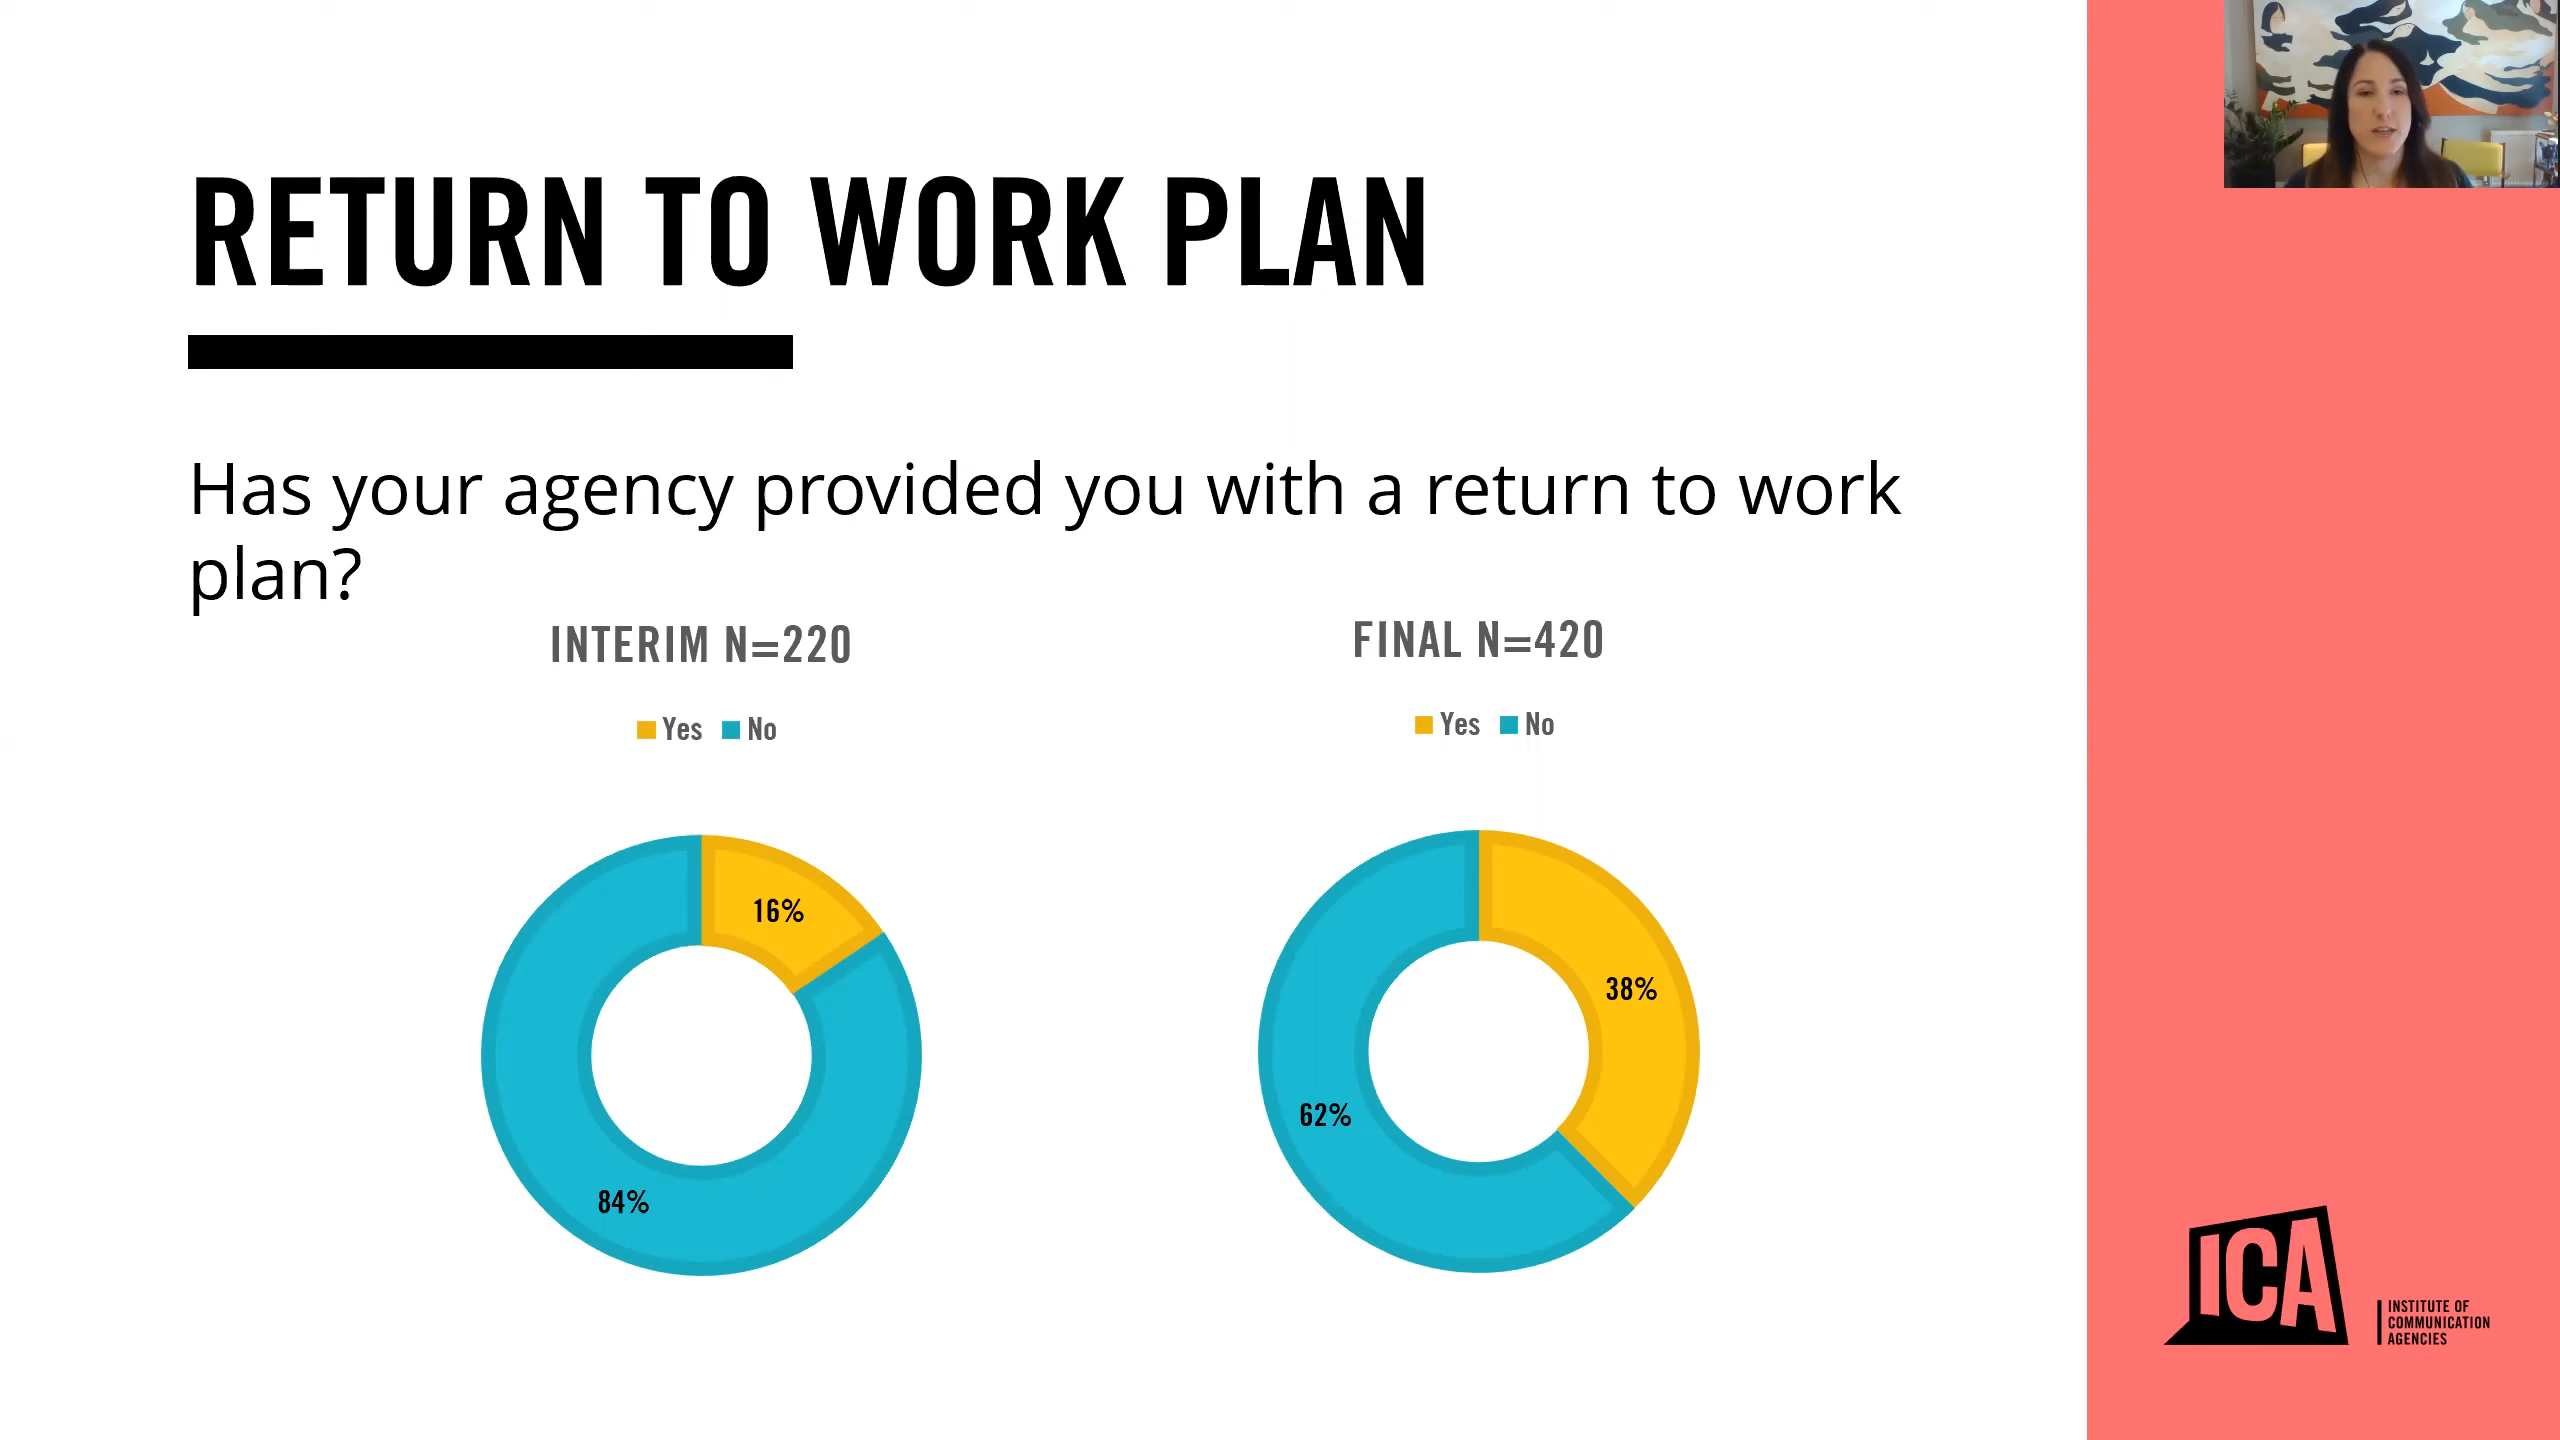 RETURN TO WORK PLAN
Has your agency provided you with a return to work
plan?
INTERIM N=220
Yes No
16%
84%
FINAL N=420
Yes No
38%
62%
ICA
INSTITUTE OF
COMMUNICATION
AGENCIES